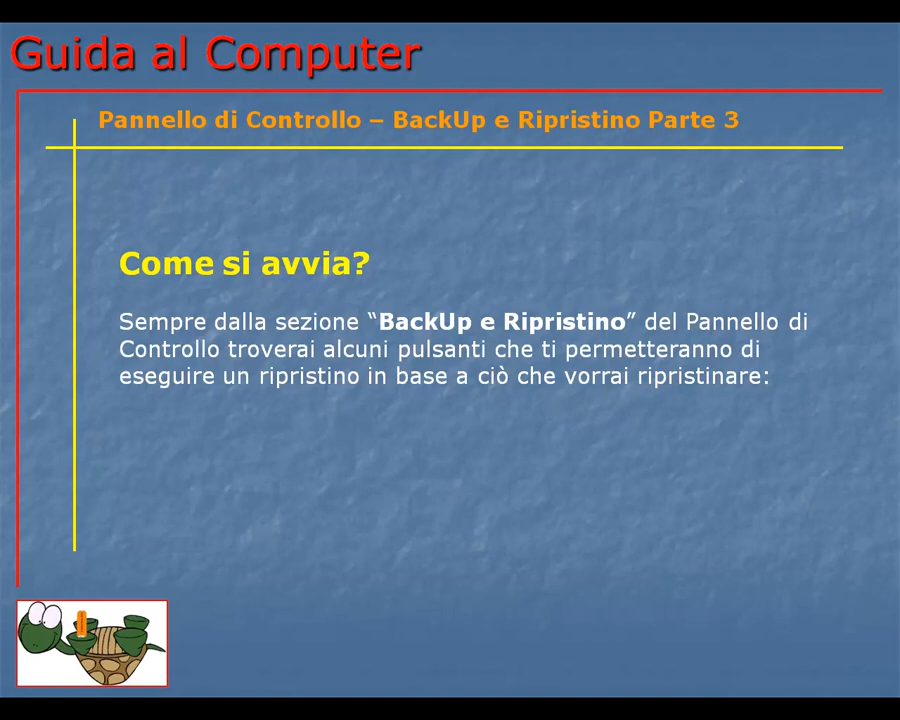 Guida al Computer
Pannello di Controllo – BackUp e Ripristino Parte 3
Come si avvia?
Sempre dalla sezione “BackUp e Ripristino” del Pannello di
Controllo troverai alcuni pulsanti che ti permetteranno di
eseguire un ripristino in base a ciò che vorrai ripristinare: